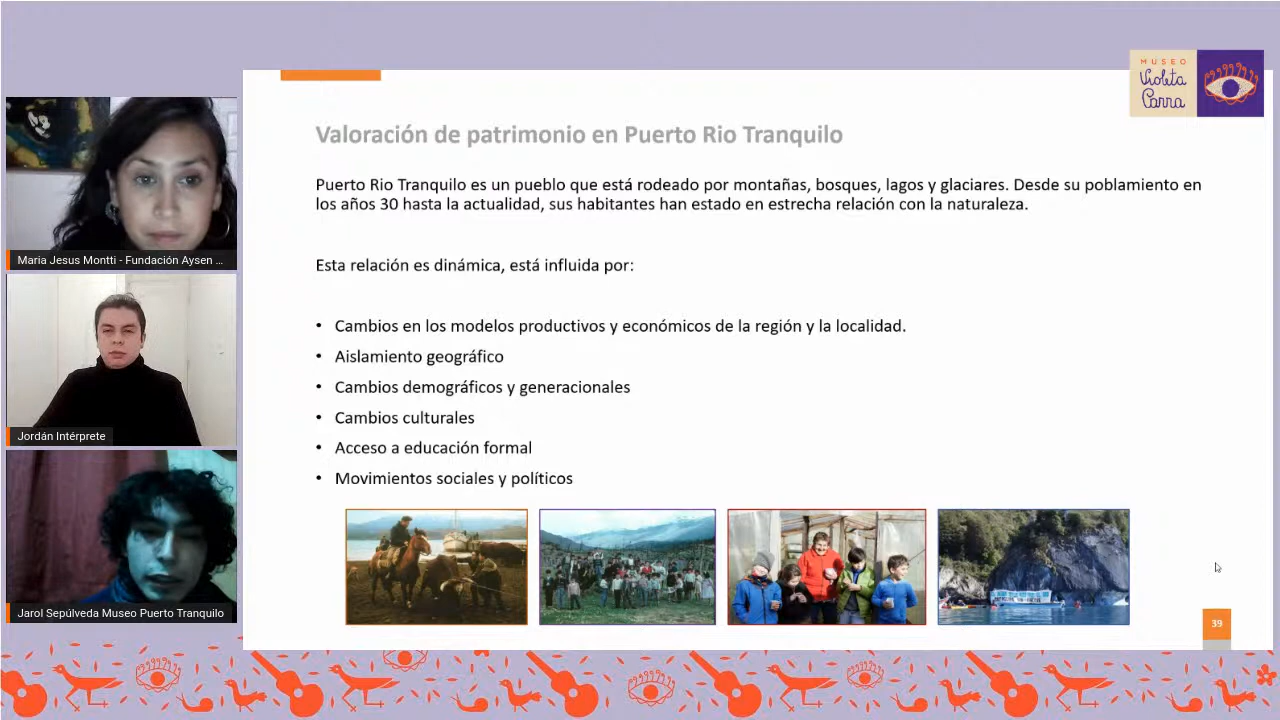 MUSEO
Violeta
Parra
Valoración de patrimonio en Puerto Rio Tranquilo
Puerto Rio Tranquilo es un pueblo que está rodeado por montañas, bosques, lagos y glaciares. Desde su poblamiento en
los años 30 hasta la actualidad, sus habitantes han estado en estrecha relación con la naturaleza.
Esta relación es dinámica, está influida por:
• Cambios en los modelos productivos y económicos de la región y la localidad.
• Aislamiento geográfico
• Cambios demográficos y generacionales
• Cambios culturales
• Acceso a educación formal
• Movimientos sociales y políticos
39
Maria Jesus Montti - Fundación Aysen ...
Jordán Intérprete
Jarol Sepúlveda Museo Puerto Tranquilo